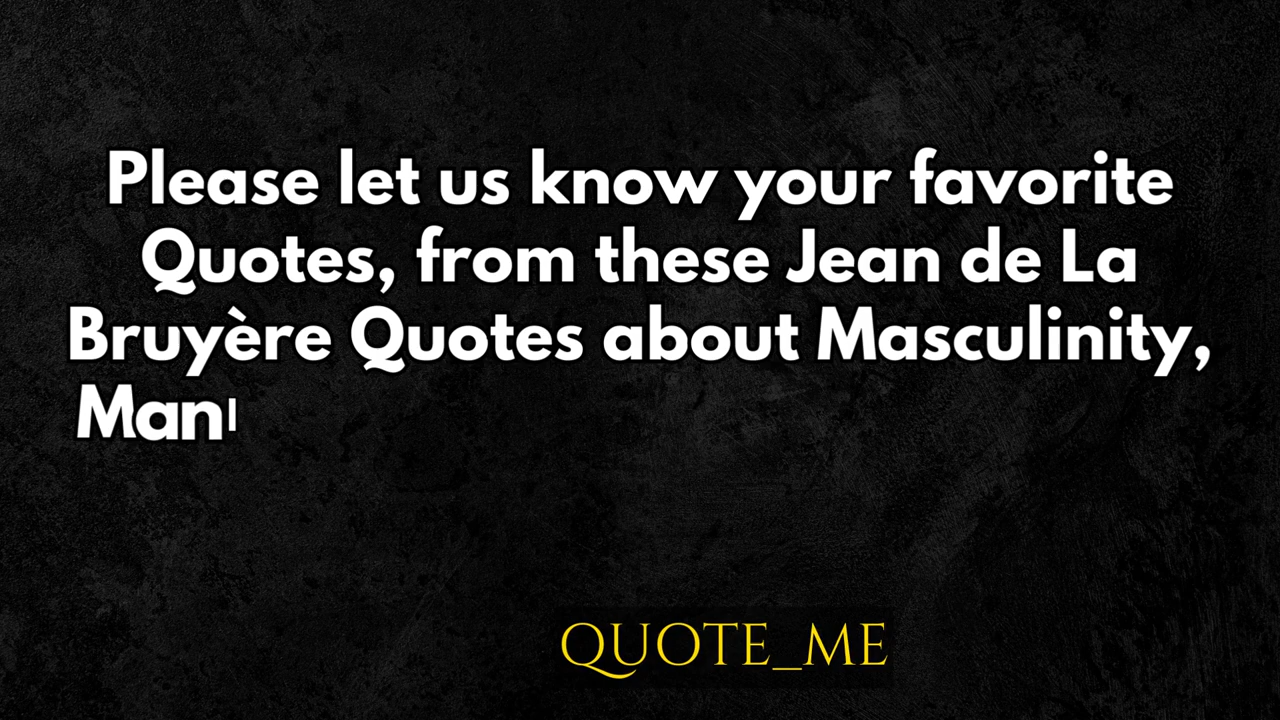 Please let us know your favorite
Quotes, from these Jean de La
Bruyère Quotes about Masculinity,
Man
QUOTE_ME